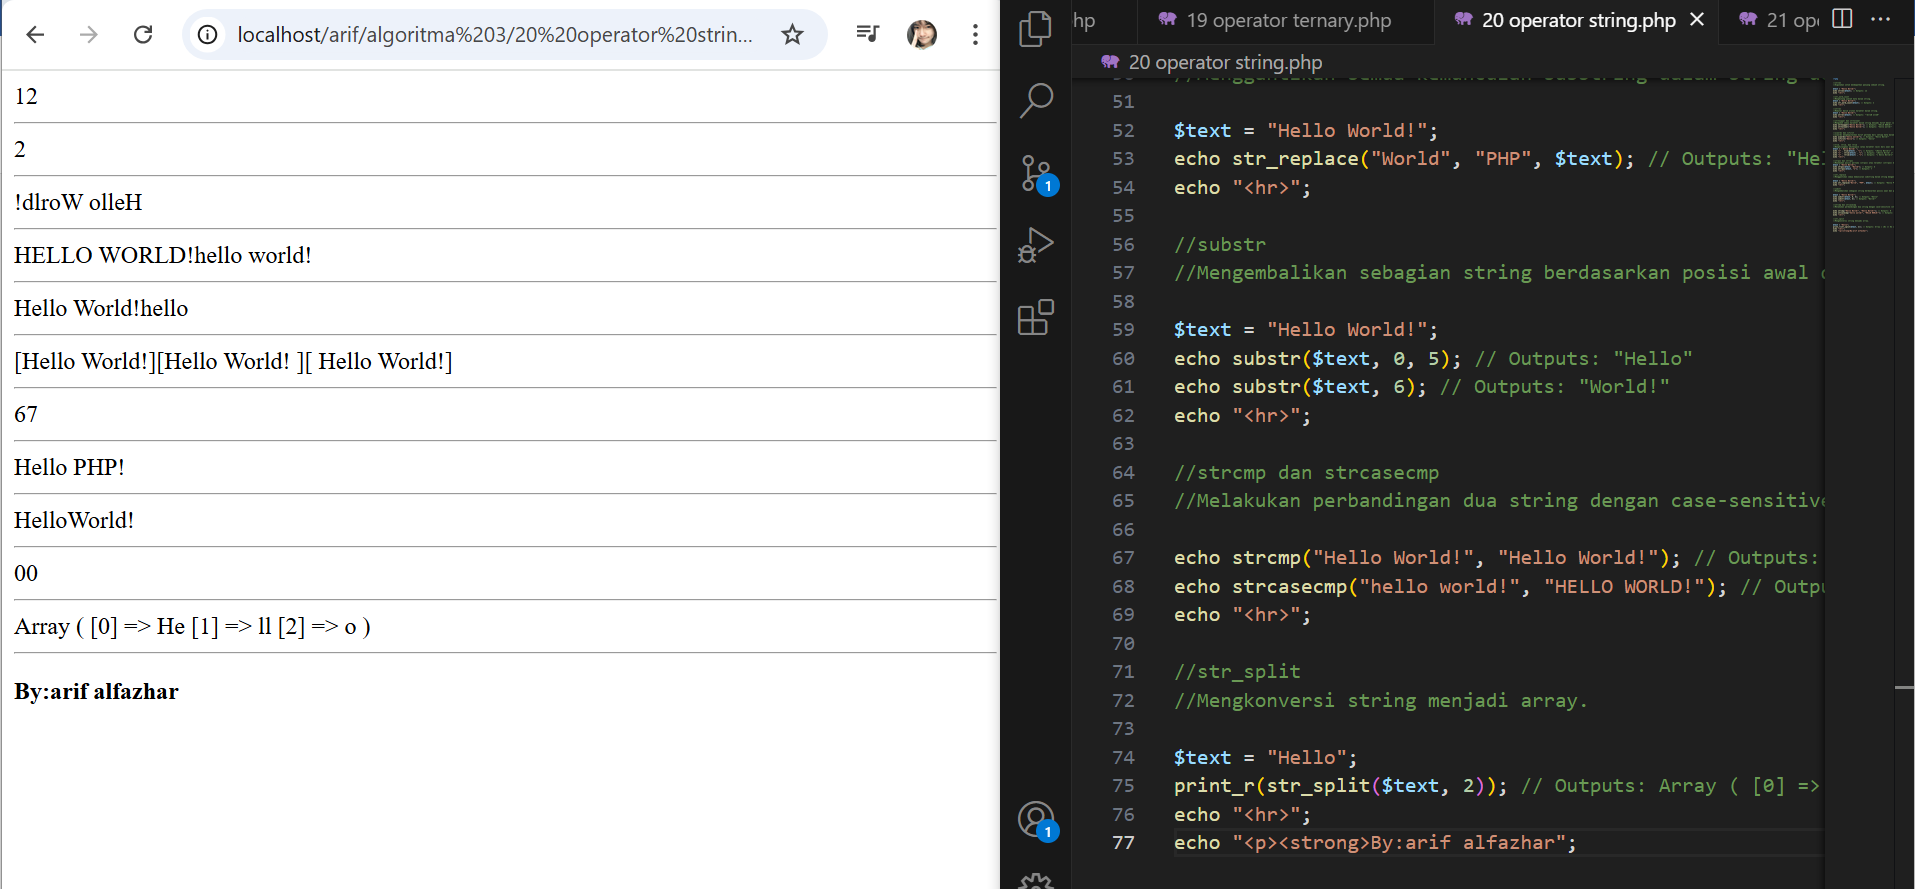 localhost/arif/algoritma%203/20%20operator%20strin...
12
2
!dlroW olleH
HELLO WORLD!hello world!
Hello World!hello
[Hello World!][Hello World! ][ Hello World!]
67
Hello PHP!
HelloWorld!
00
Array ( [0] => He [1] => ll [2] => o )
By:arif alfazhar
1
1
hp
19 operator ternary.php
20 operator string.php
21 ope
20 operator string.php
51
52 $text = "Hello World!";
53 echo str_replace("World", "PHP", $text); // Outputs: "Hel
54 echo "<hr>";
55
56 //substr
57 //Mengembalikan sebagian string berdasarkan posisi awal d
58
59 $text = "Hello World!";
60 echo substr($text, 0, 5); // Outputs: "Hello"
61 echo substr($text, 6); // Outputs: "World!"
62 echo "<hr>";
63
64 //strcmp dan strcasecmp
65 //Melakukan perbandingan dua string dengan case-sensitive
66
67 echo strcmp("Hello World!", "Hello World!"); // Outputs:
68 echo strcasecmp("hello world!", "HELLO WORLD!"); // Outpu
69 echo "<hr>";
70
71 //str_split
72 //Mengkonversi string menjadi array.
73
74 $text = "Hello";
75 print_r(str_split($text, 2)); // Outputs: Array ( [0] =>
76 echo "<hr>";
77 echo "<p><strong>By:arif alfazhar";